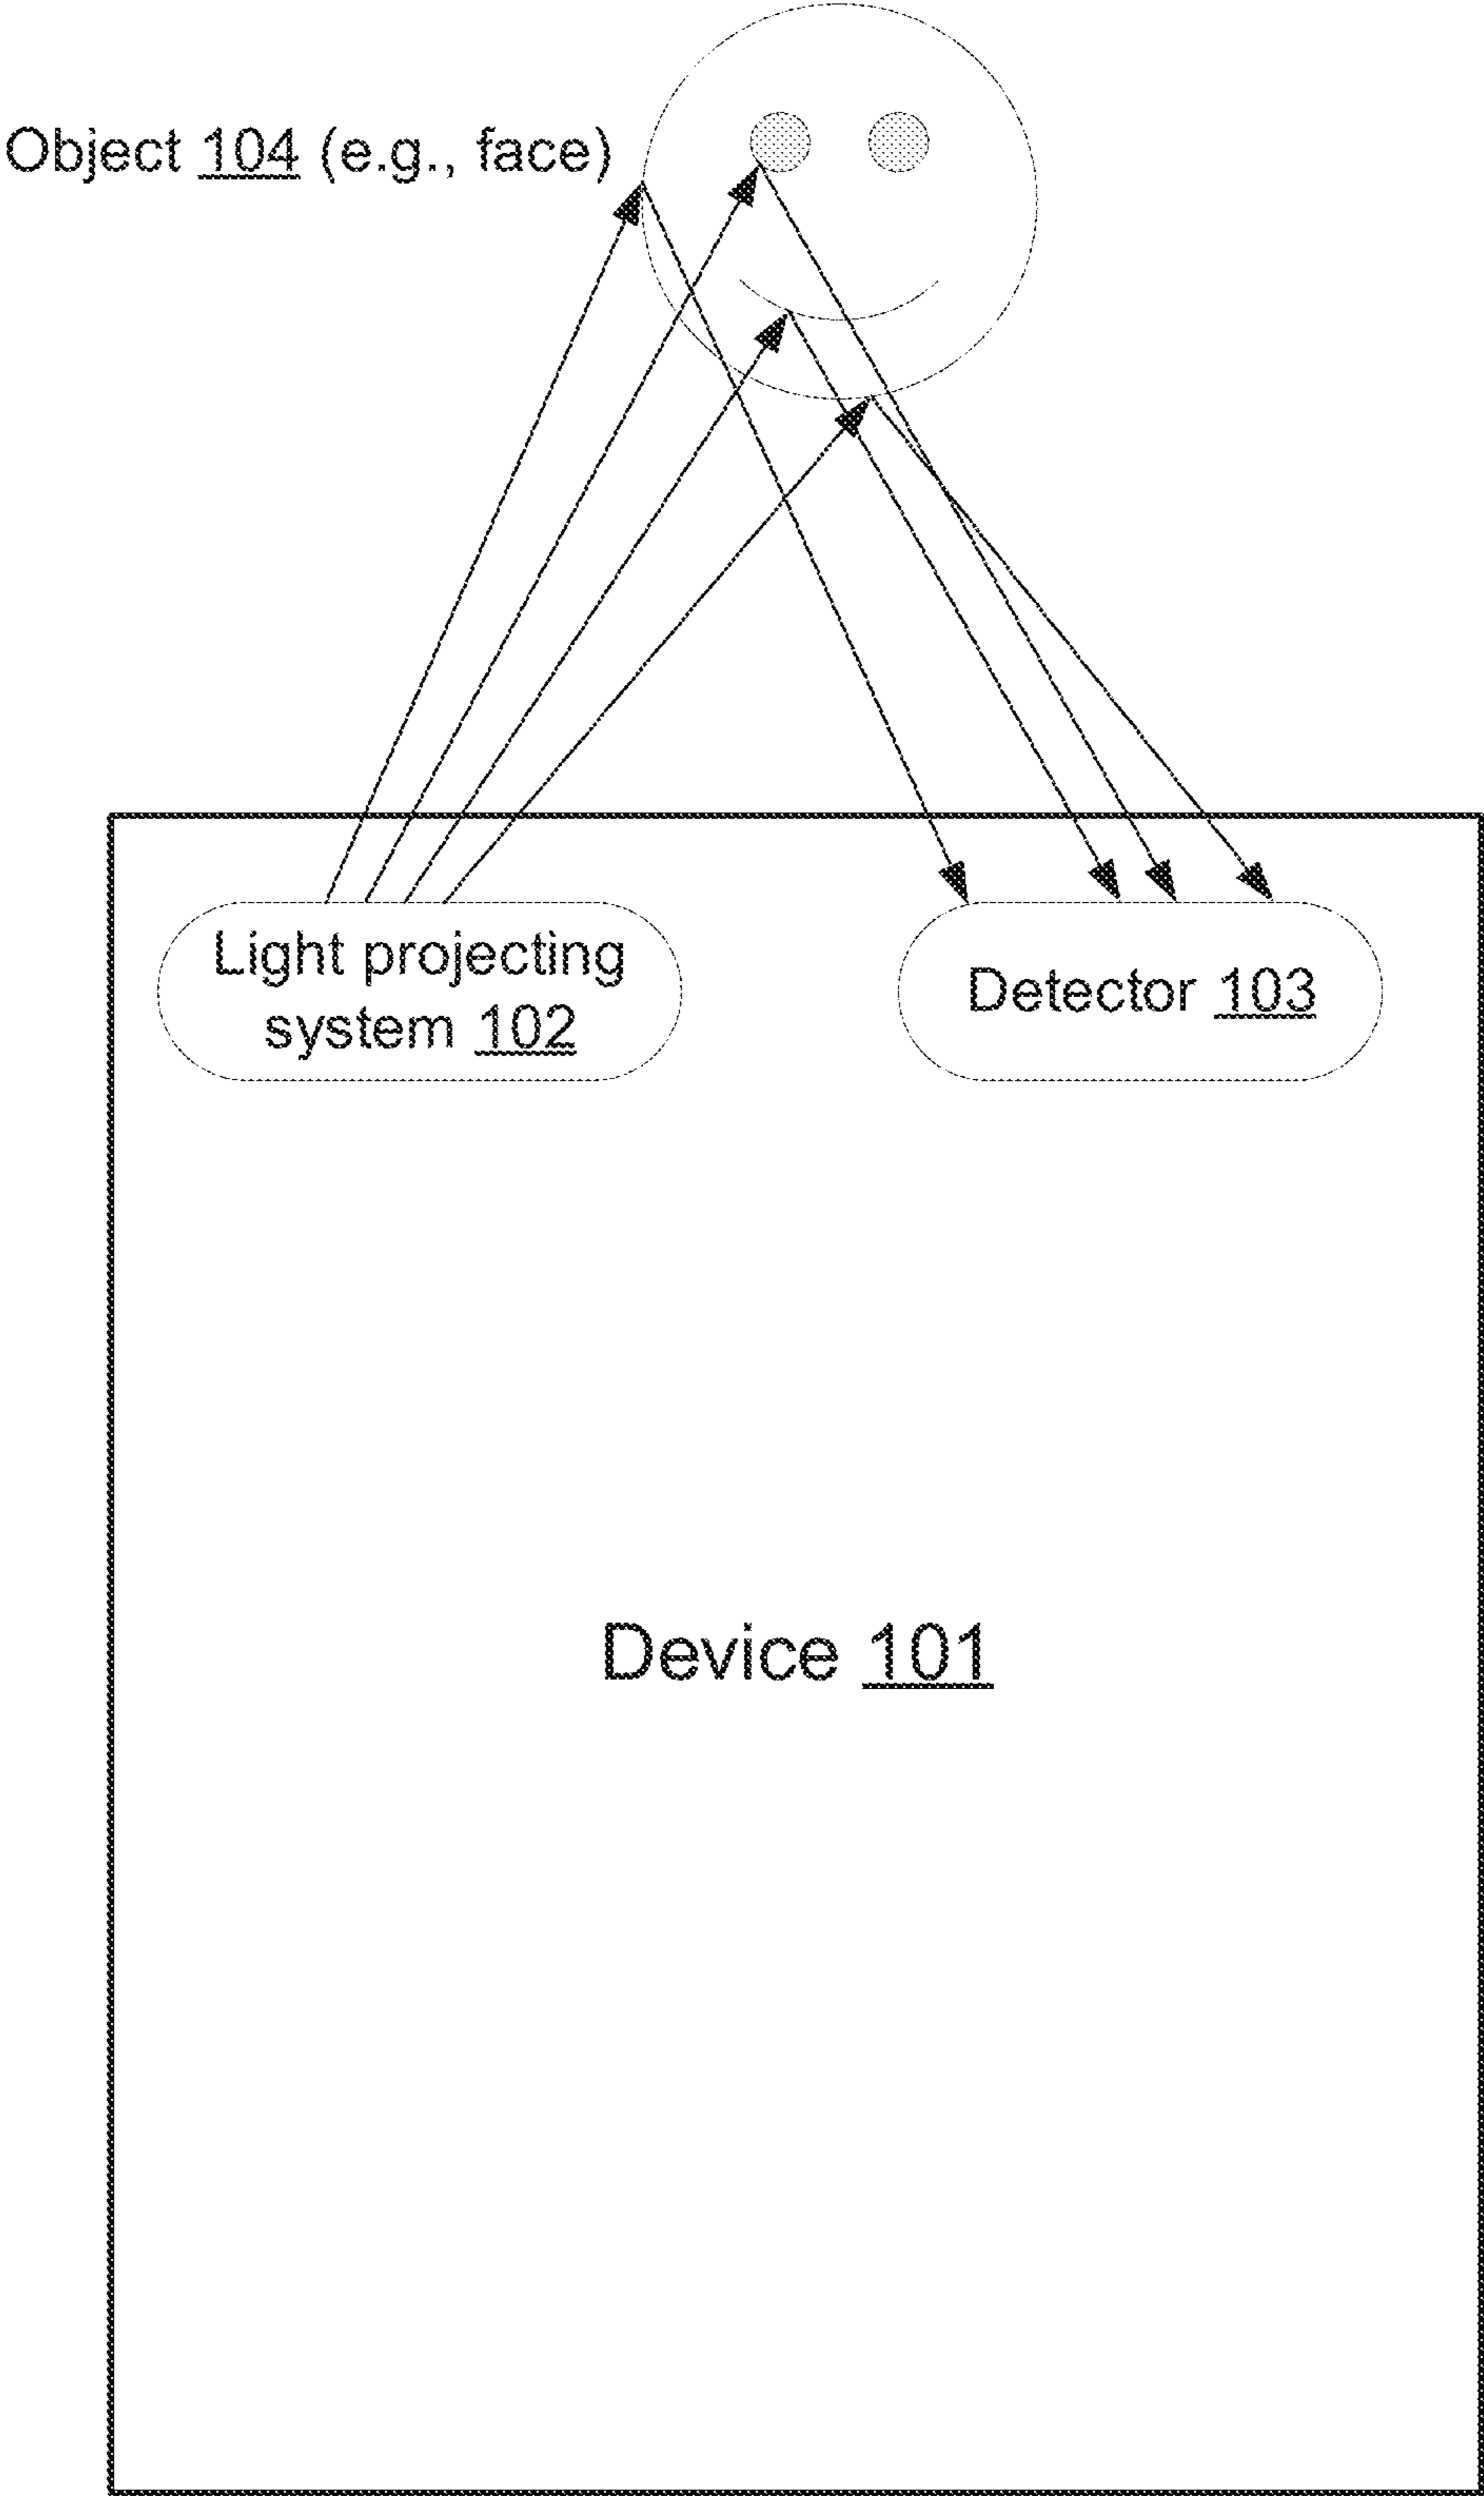 Object 104 (e.g., face)
Light projecting
system 102
Detector 103
Device 101